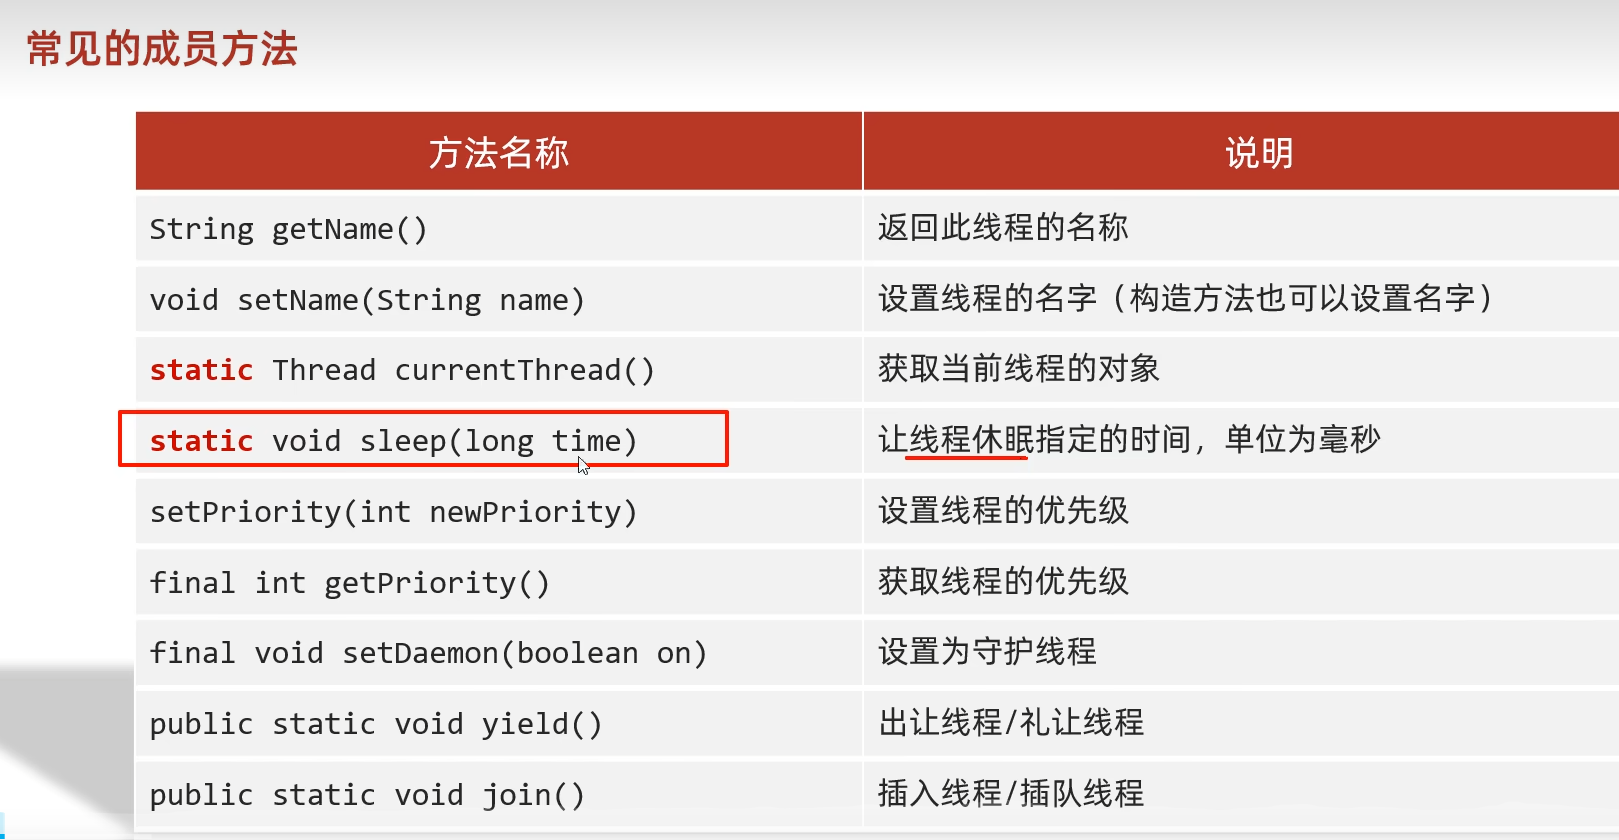 常见的成员方法
方法名称 说明
String getName() 返回此线程的名称
void setName(String name) 设置线程的名字（构造方法也可以设置名字）
static Thread currentThread() 获取当前线程的对象
static void sleep(long time) 让线程休眠指定的时间，单位为毫秒
setPriority(int newPriority) 设置线程的优先级
final int getPriority() 获取线程的优先级
final void setDaemon(boolean on) 设置为守护线程
public static void yield() 出让线程/礼让线程
public static void join() 插入线程/插队线程